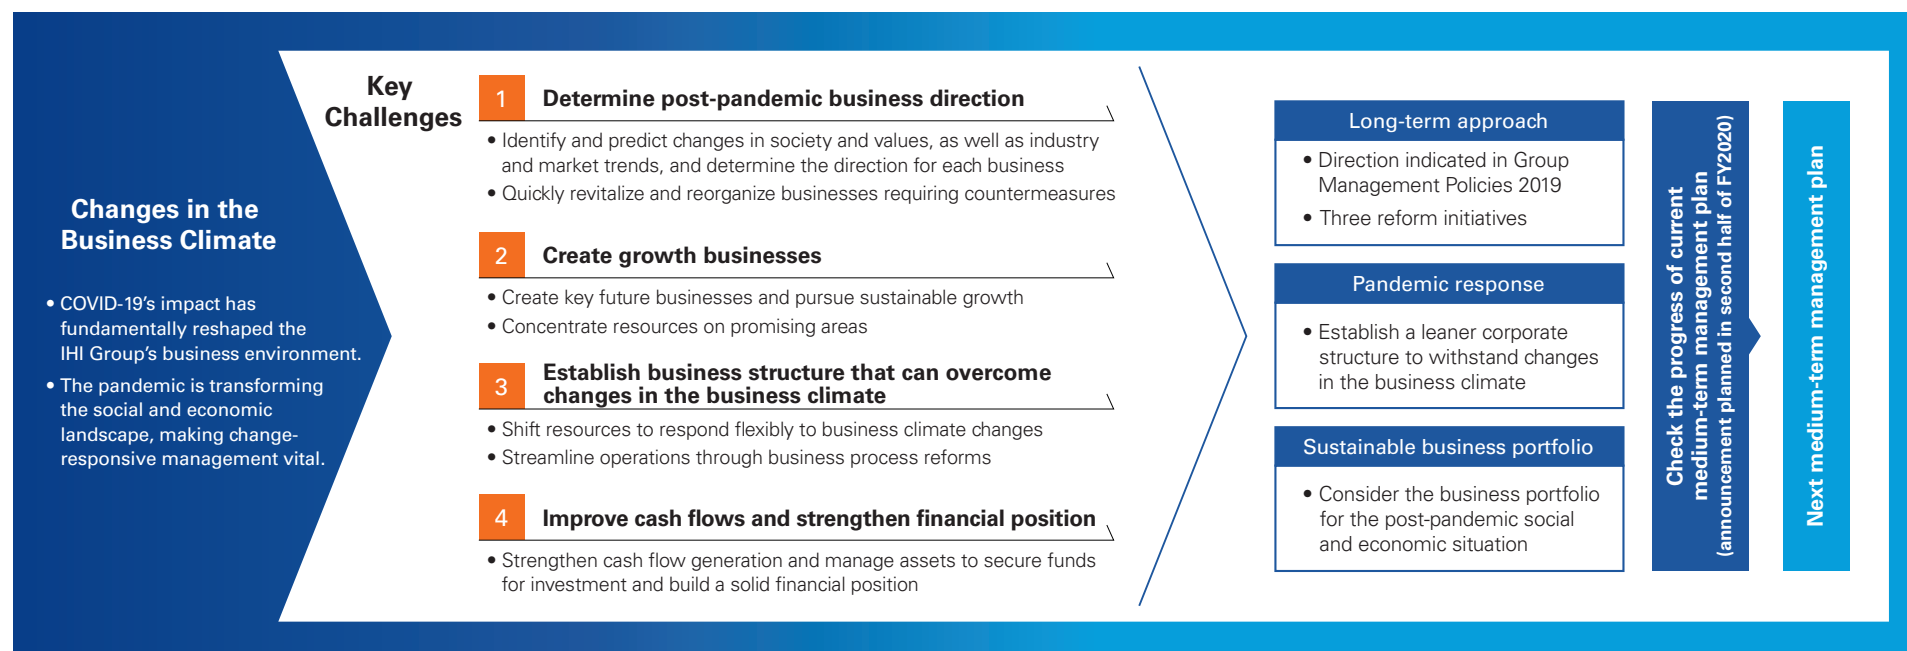 Changes in the
Business Climate
• COVID-19’s impact has
fundamentally reshaped the
IHI Group’s business environment.
• The pandemic is transforming
the social and economic
landscape, making change-
responsive management vital.
Key
Challenges
1 Determine post-pandemic business direction
• Identify and predict changes in society and values, as well as industry
and market trends, and determine the direction for each business
• Quickly revitalize and reorganize businesses requiring countermeasures
2 Create growth businesses
• Create key future businesses and pursue sustainable growth
• Concentrate resources on promising areas
3 Establish business structure that can overcome
changes in the business climate
• Shift resources to respond flexibly to business climate changes
• Streamline operations through business process reforms
4 Improve cash flows and strengthen financial position
• Strengthen cash flow generation and manage assets to secure funds
for investment and build a solid financial position
Long-term approach
• Direction indicated in Group
Management Policies 2019
• Three reform initiatives
Pandemic response
• Establish a leaner corporate
structure to withstand changes
in the business climate
Sustainable business portfolio
• Consider the business portfolio
for the post-pandemic social
and economic situation
Check the progress of current
medium-term management plan
(announcement planned in second half of FY2020)
Next medium-term management plan